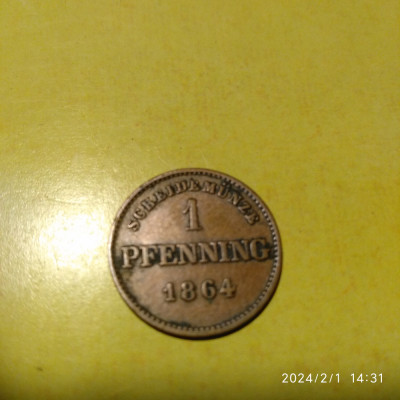 SCHEIDEMÜNZE
1
PFENNING
1864
2024/2/1 14:31